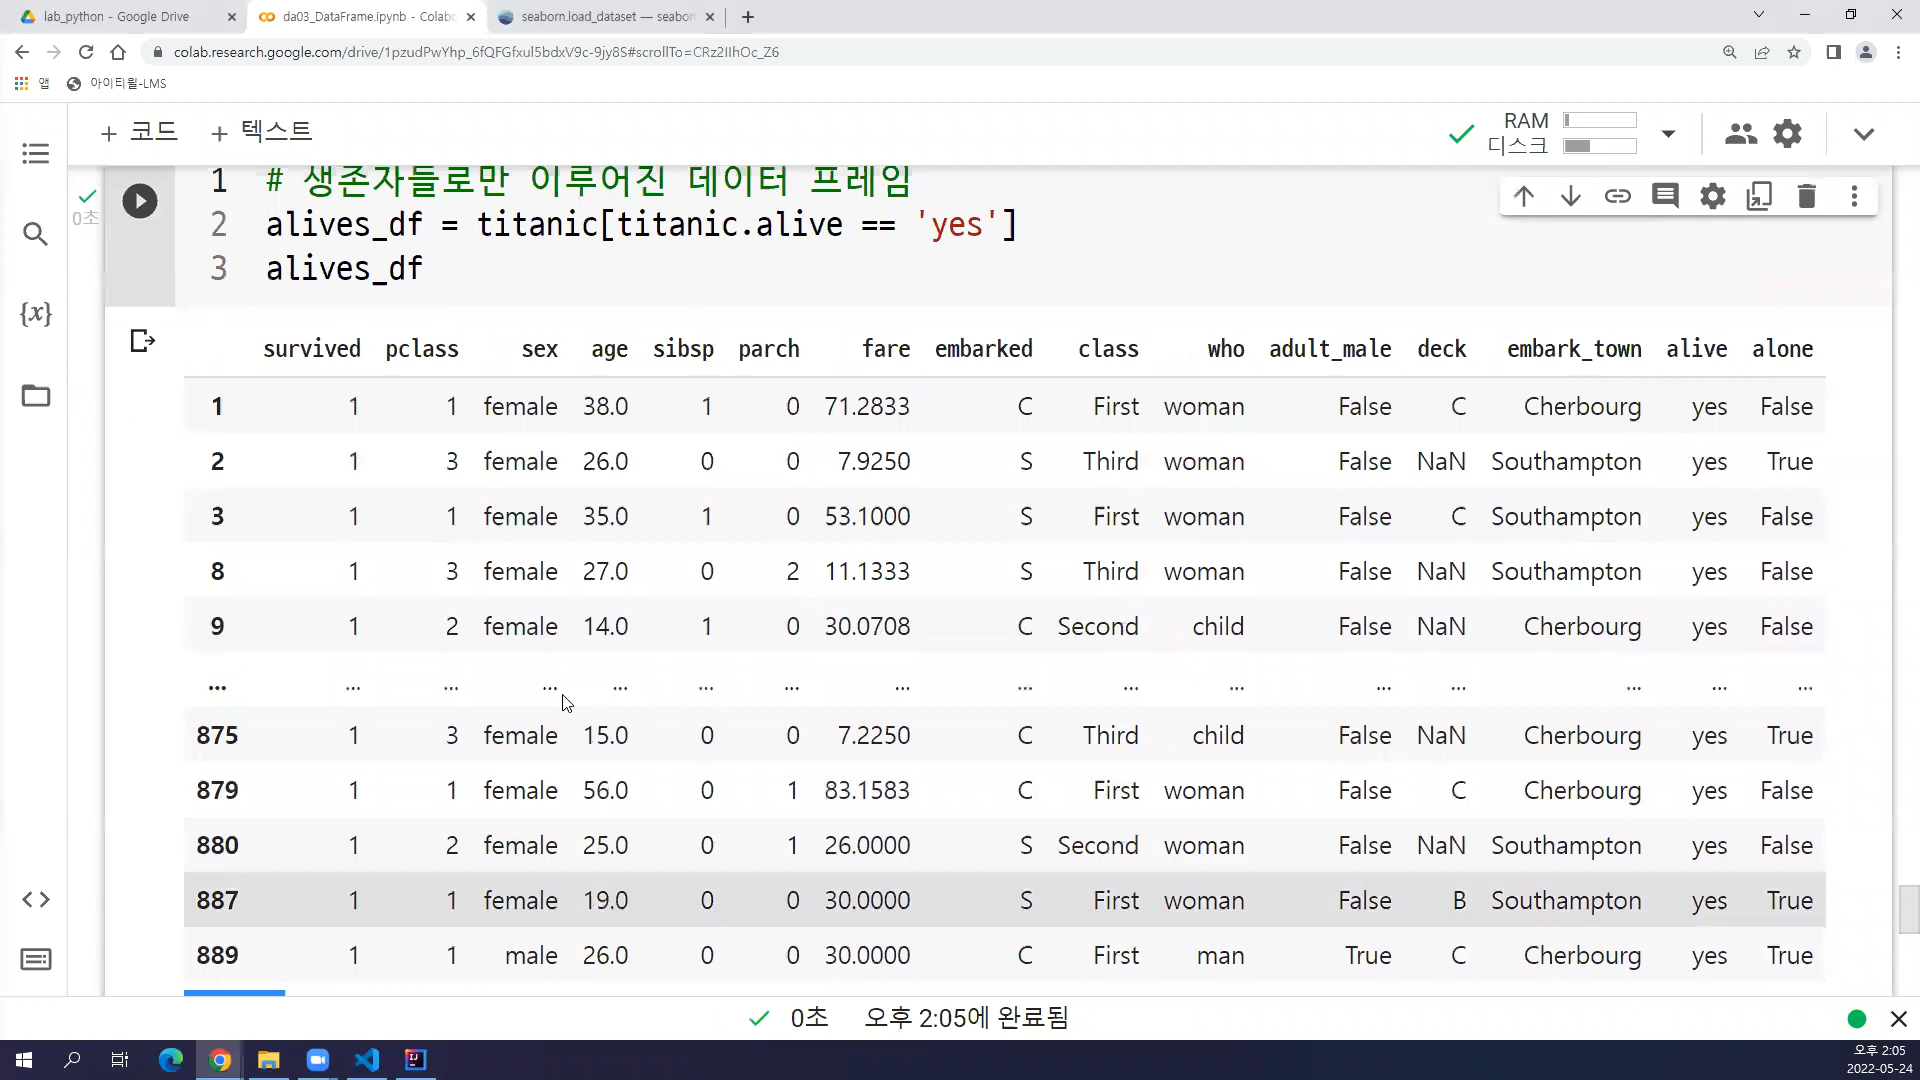 lab_python - Google Drive
da03_DataFrame.ipynb - Colab
seaborn.load_dataset — seabor
colab.research.google.com/drive/1pzudPwYhp_6fQFGfxul5bdxV9c-9jy8S#scrollTo=CRz2IIhOc_Z6
앱 아이티윌-LMS
+ 코드 + 텍스트
RAM
디스크
0초
1 # 생존자들로만 이루어진 데이터 프레임
2 alives_df = titanic[titanic.alive == 'yes']
3 alives_df
{x}
survived pclass sex age sibsp parch fare embarked class who adult_male deck embark_town alive alone
1 1 1 female 38.0 1 0 71.2833 C First woman False C Cherbourg yes False
2 1 3 female 26.0 0 0 7.9250 S Third woman False NaN Southampton yes True
3 1 1 female 35.0 1 0 53.1000 S First woman False C Southampton yes False
8 1 3 female 27.0 0 2 11.1333 S Third woman False NaN Southampton yes False
9 1 2 female 14.0 1 0 30.0708 C Second child False NaN Cherbourg yes False
... ... ... ... ... ... ... ... ... ... ... ... ... ... ... ...
875 1 3 female 15.0 0 0 7.2250 C Third child False NaN Cherbourg yes True
879 1 1 female 56.0 0 1 83.1583 C First woman False C Cherbourg yes False
880 1 2 female 25.0 0 1 26.0000 S Second woman False NaN Southampton yes False
887 1 1 female 19.0 0 0 30.0000 S First woman False B Southampton yes True
889 1 1 male 26.0 0 0 30.0000 C First man True C Cherbourg yes True
0초 오후 2:05에 완료됨
오후 2:05
2022-05-24